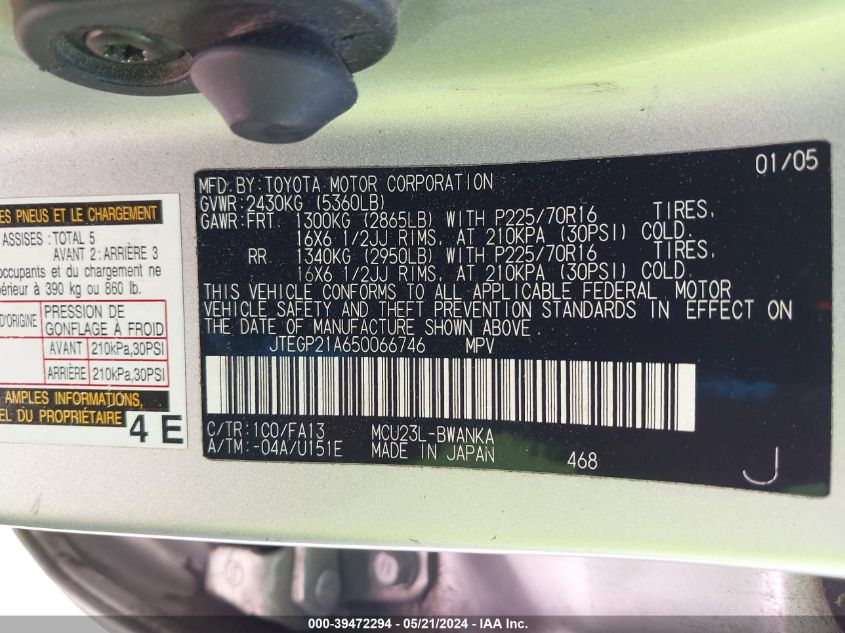 ES PNEUS ET LE CHARGEMENT
ASSISES : TOTAL 5
AVANT 2 : ARRIÈRE 3
occupants et du chargement ne
périeur à 390 kg ou 860 lb.
D'ORIGINE
PRESSION DE
GONFLAGE À FROID
AVANT 210kPa,30PSI
ARRIÈRE 210kPa,30PSI
AMPLES INFORMATIONS,
EL DU PROPRIÉTAIRE
4 E
01/05
MFD.BY:TOYOTA MOTOR CORPORATION
GVWR:2430KG (5360LB)
GAWR:FRT 1300KG (2865LB) WITH P225/70R16 TIRES,
16X6 1/2JJ RIMS, AT 210KPA (30PSI) COLD.
RR 1340KG (2950LB) WITH P225/70R16 TIRES,
16X6 1/2JJ RIMS, AT 210KPA (30PSI) COLD.
THIS VEHICLE CONFORMS TO ALL APPLICABLE FEDERAL MOTOR
VEHICLE SAFETY AND THEFT PREVENTION STANDARDS IN EFFECT ON
THE DATE OF MANUFACTURE SHOWN ABOVE.
JTEGP21A650066746 MPV
C/TR:1C0/FA13 MCU23L-BWANKA
A/TM:-04A/U151E MADE IN JAPAN 468
J
000-39472294 - 05/21/2024 - IAA Inc.